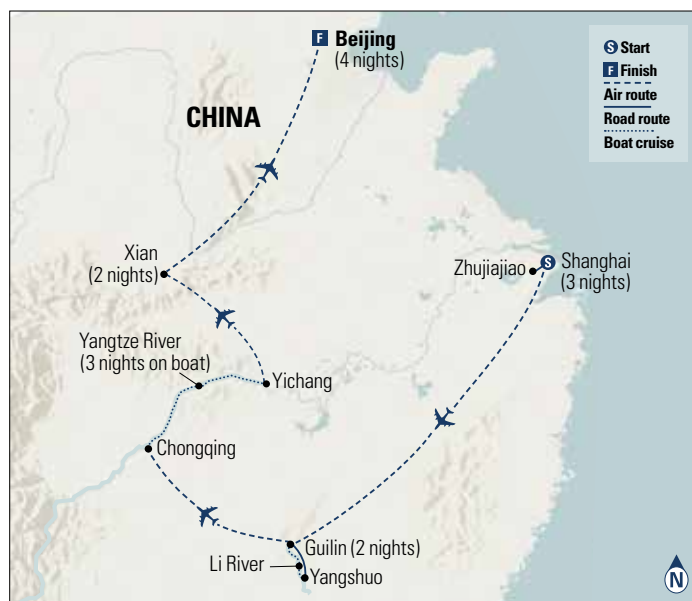 F Beijing
(4 nights)
CHINA
S Start
F Finish
Air route
Road route
Boat cruise
Xian
(2 nights)
Zhujiajiao
S Shanghai
(3 nights)
Yangtze River
(3 nights on boat)
Yichang
Chongqing
Guilin (2 nights)
Li River
Yangshuo
N